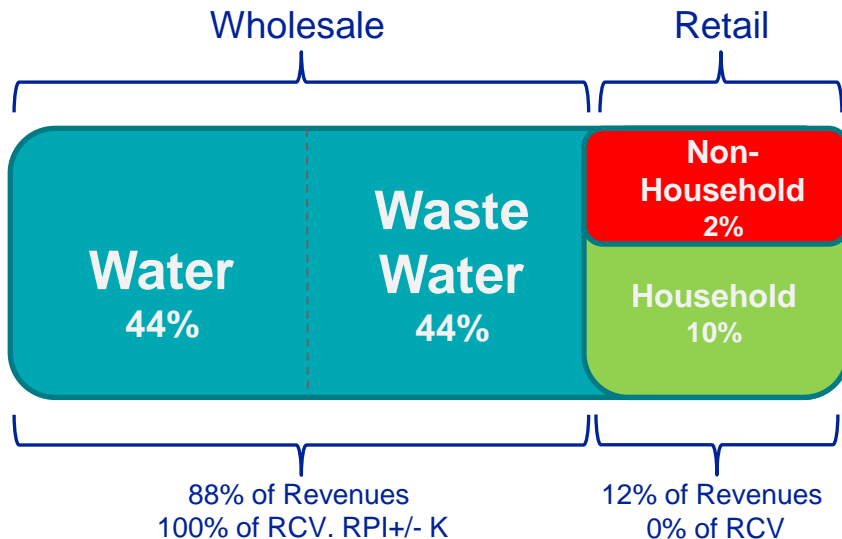 Wholesale
Retail
Water
44%
Waste
Water
44%
Non-
Household
2%
Household
10%
88% of Revenues
100% of RCV. RPI+/- K
12% of Revenues
0% of RCV